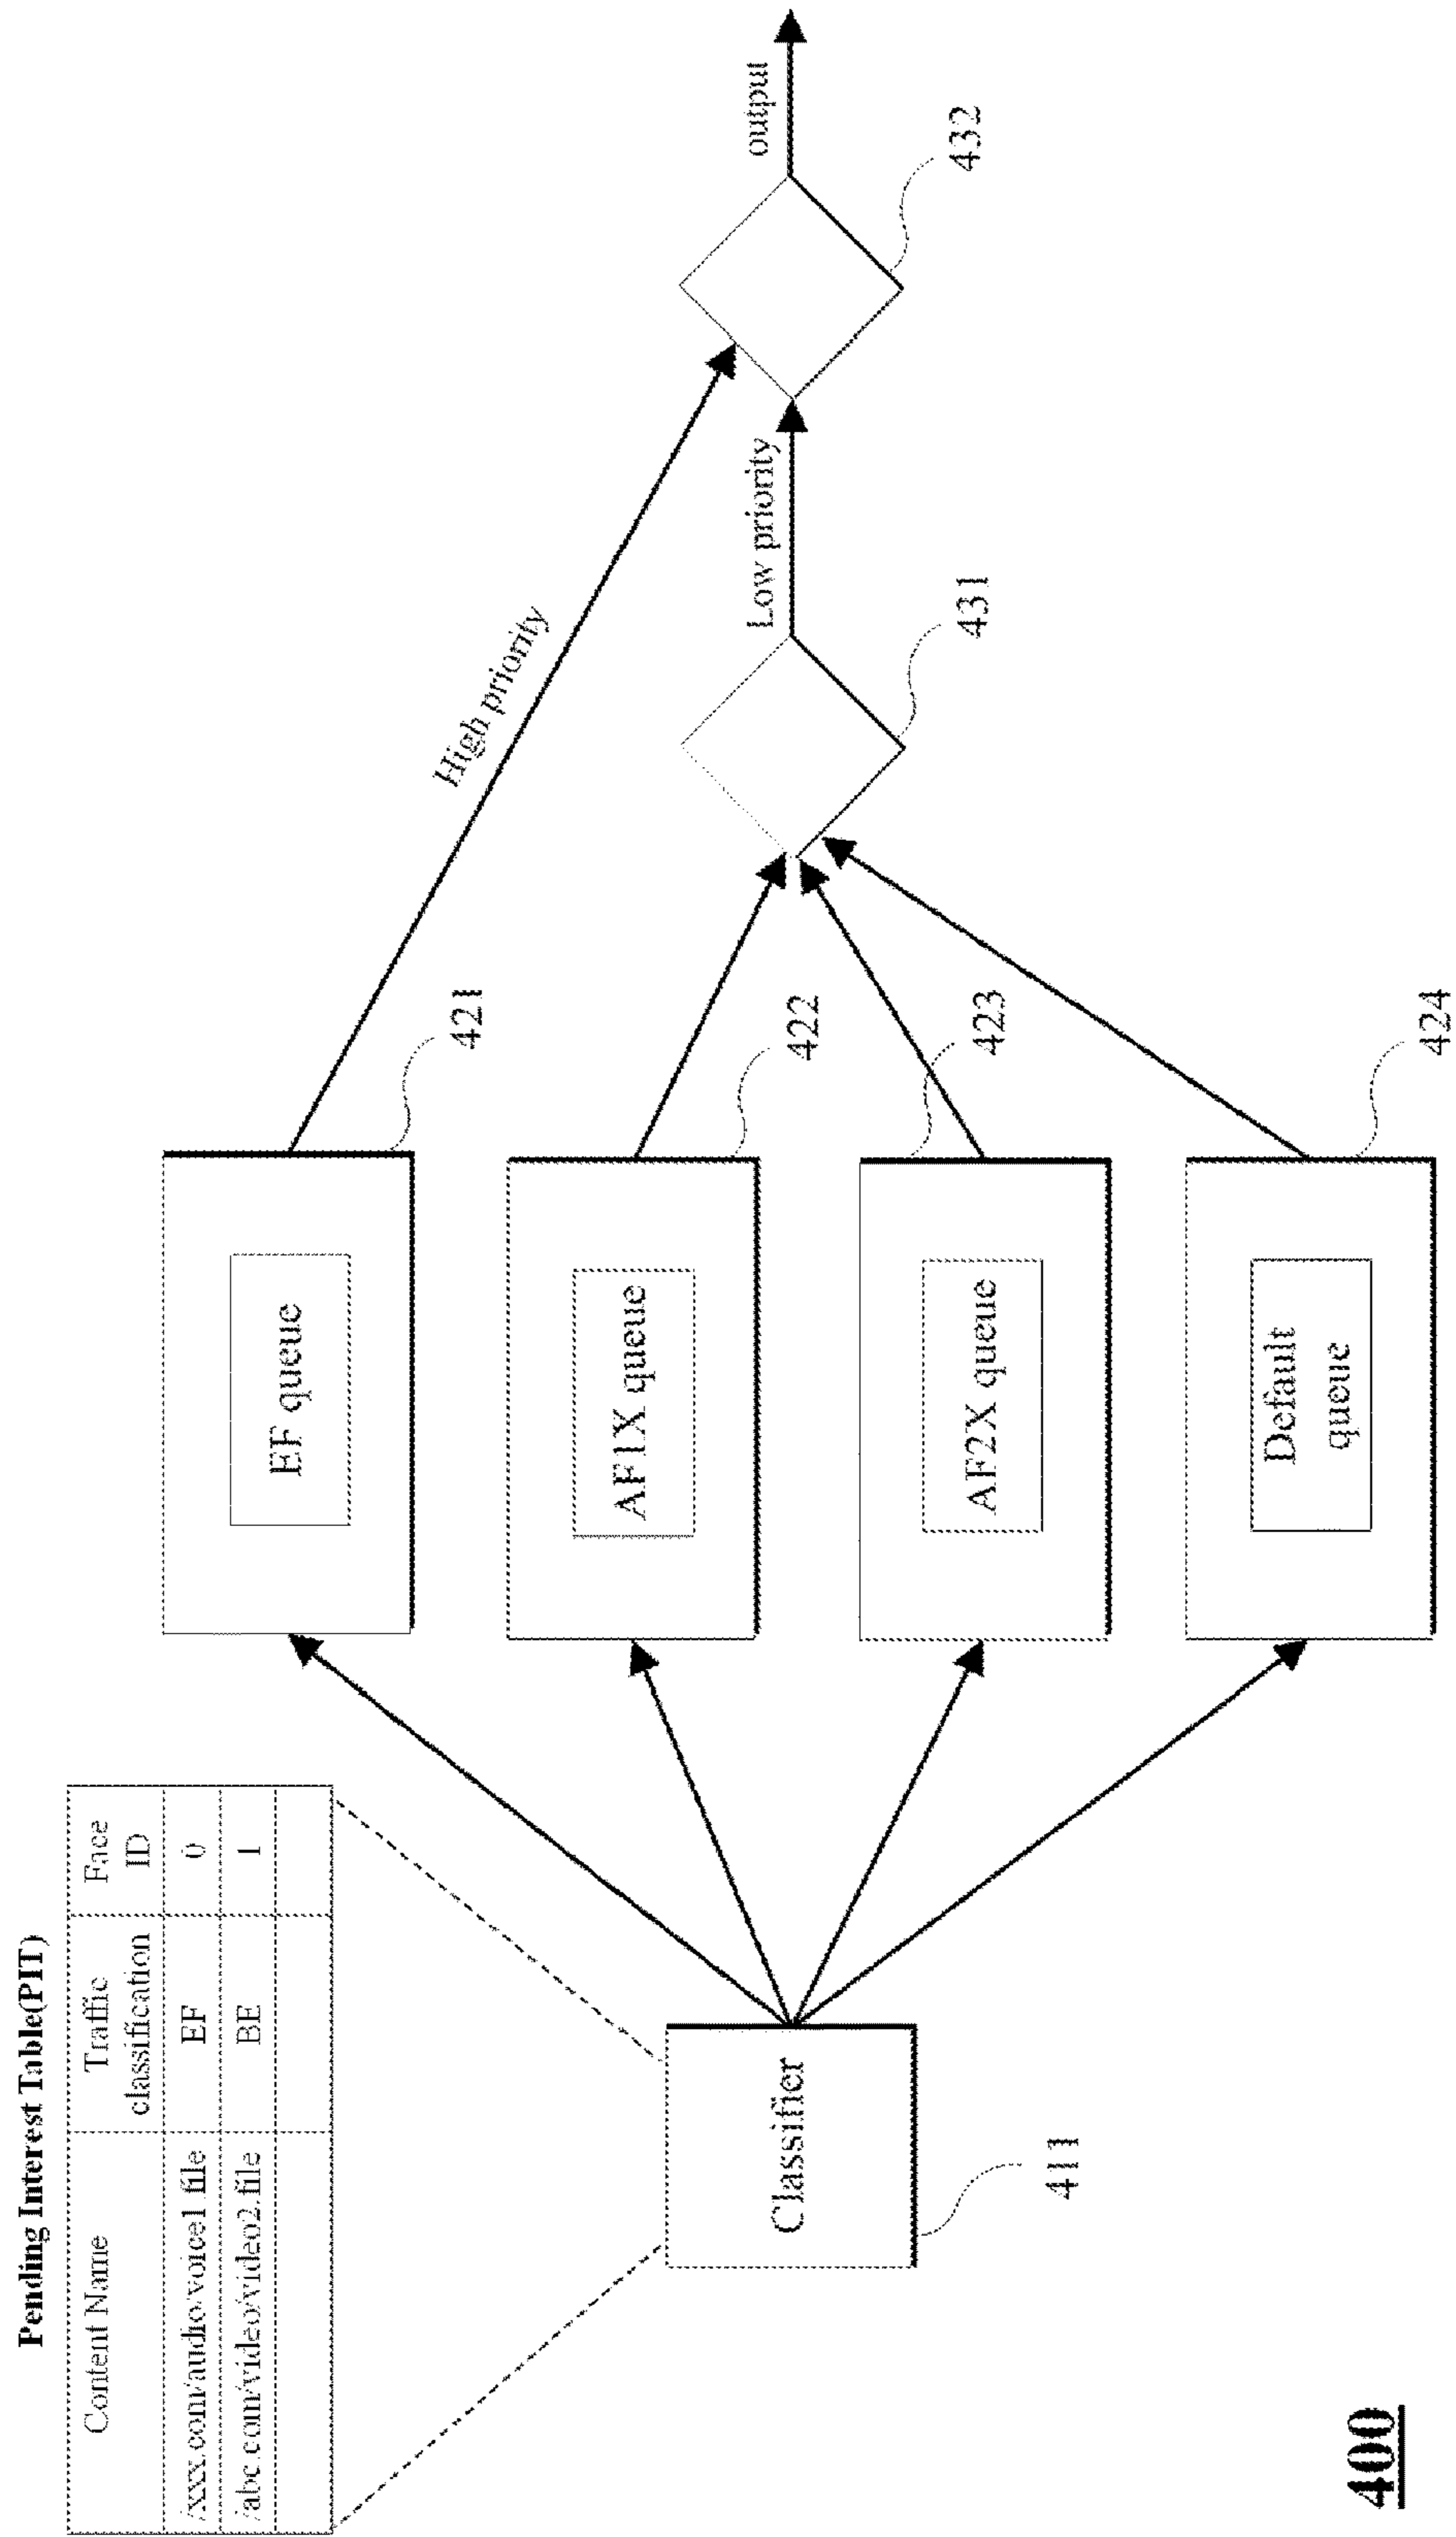 Pending Interest Table(PIT)
Content Name
Traffic
classification
Face
ID
/xxx.com/audio/voice1.file
EF
0
/abc.com/video/video2.file
BE
1
Classifier
411
EF queue
421
AF1X queue
422
AF2X queue
423
Default
queue
424
High priority
Low priority
431
432
output
400